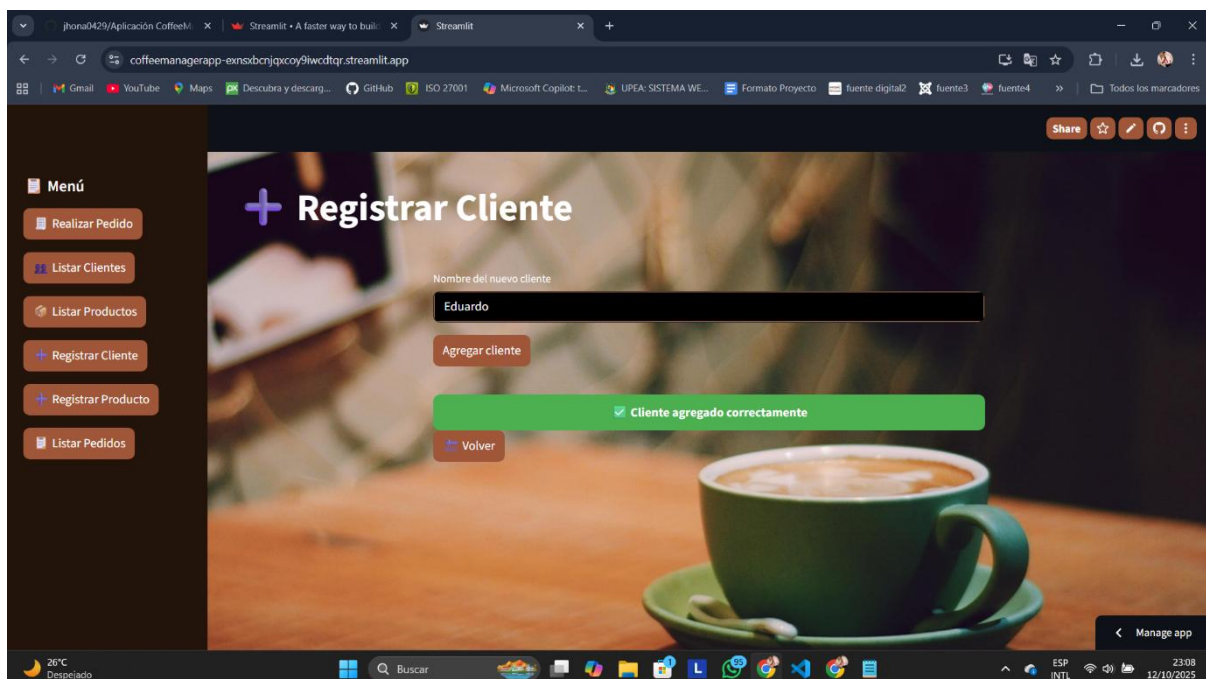 jhona0429/Aplicación CoffeeM
Streamlit • A faster way to build
Streamlit
coffeemanagerapp-exnsxbcnjqxcoy9iwcdtqr.streamlit.app
Gmail YouTube Maps Descubra y descarg... GitHub ISO 27001 Microsoft Copilot: t... UPEA: SISTEMA WE... Formato Proyecto fuente digital2 fuente3 fuente4 » Todos los marcadores
Share
Menú
Realizar Pedido
Listar Clientes
Listar Productos
Registrar Cliente
Registrar Producto
Listar Pedidos
Registrar Cliente
Nombre del nuevo cliente
Eduardo
Agregar cliente
Cliente agregado correctamente
Volver
Manage app
26°C
Despejado
Buscar
95
L
ESP
INTL
23:08
12/10/2025